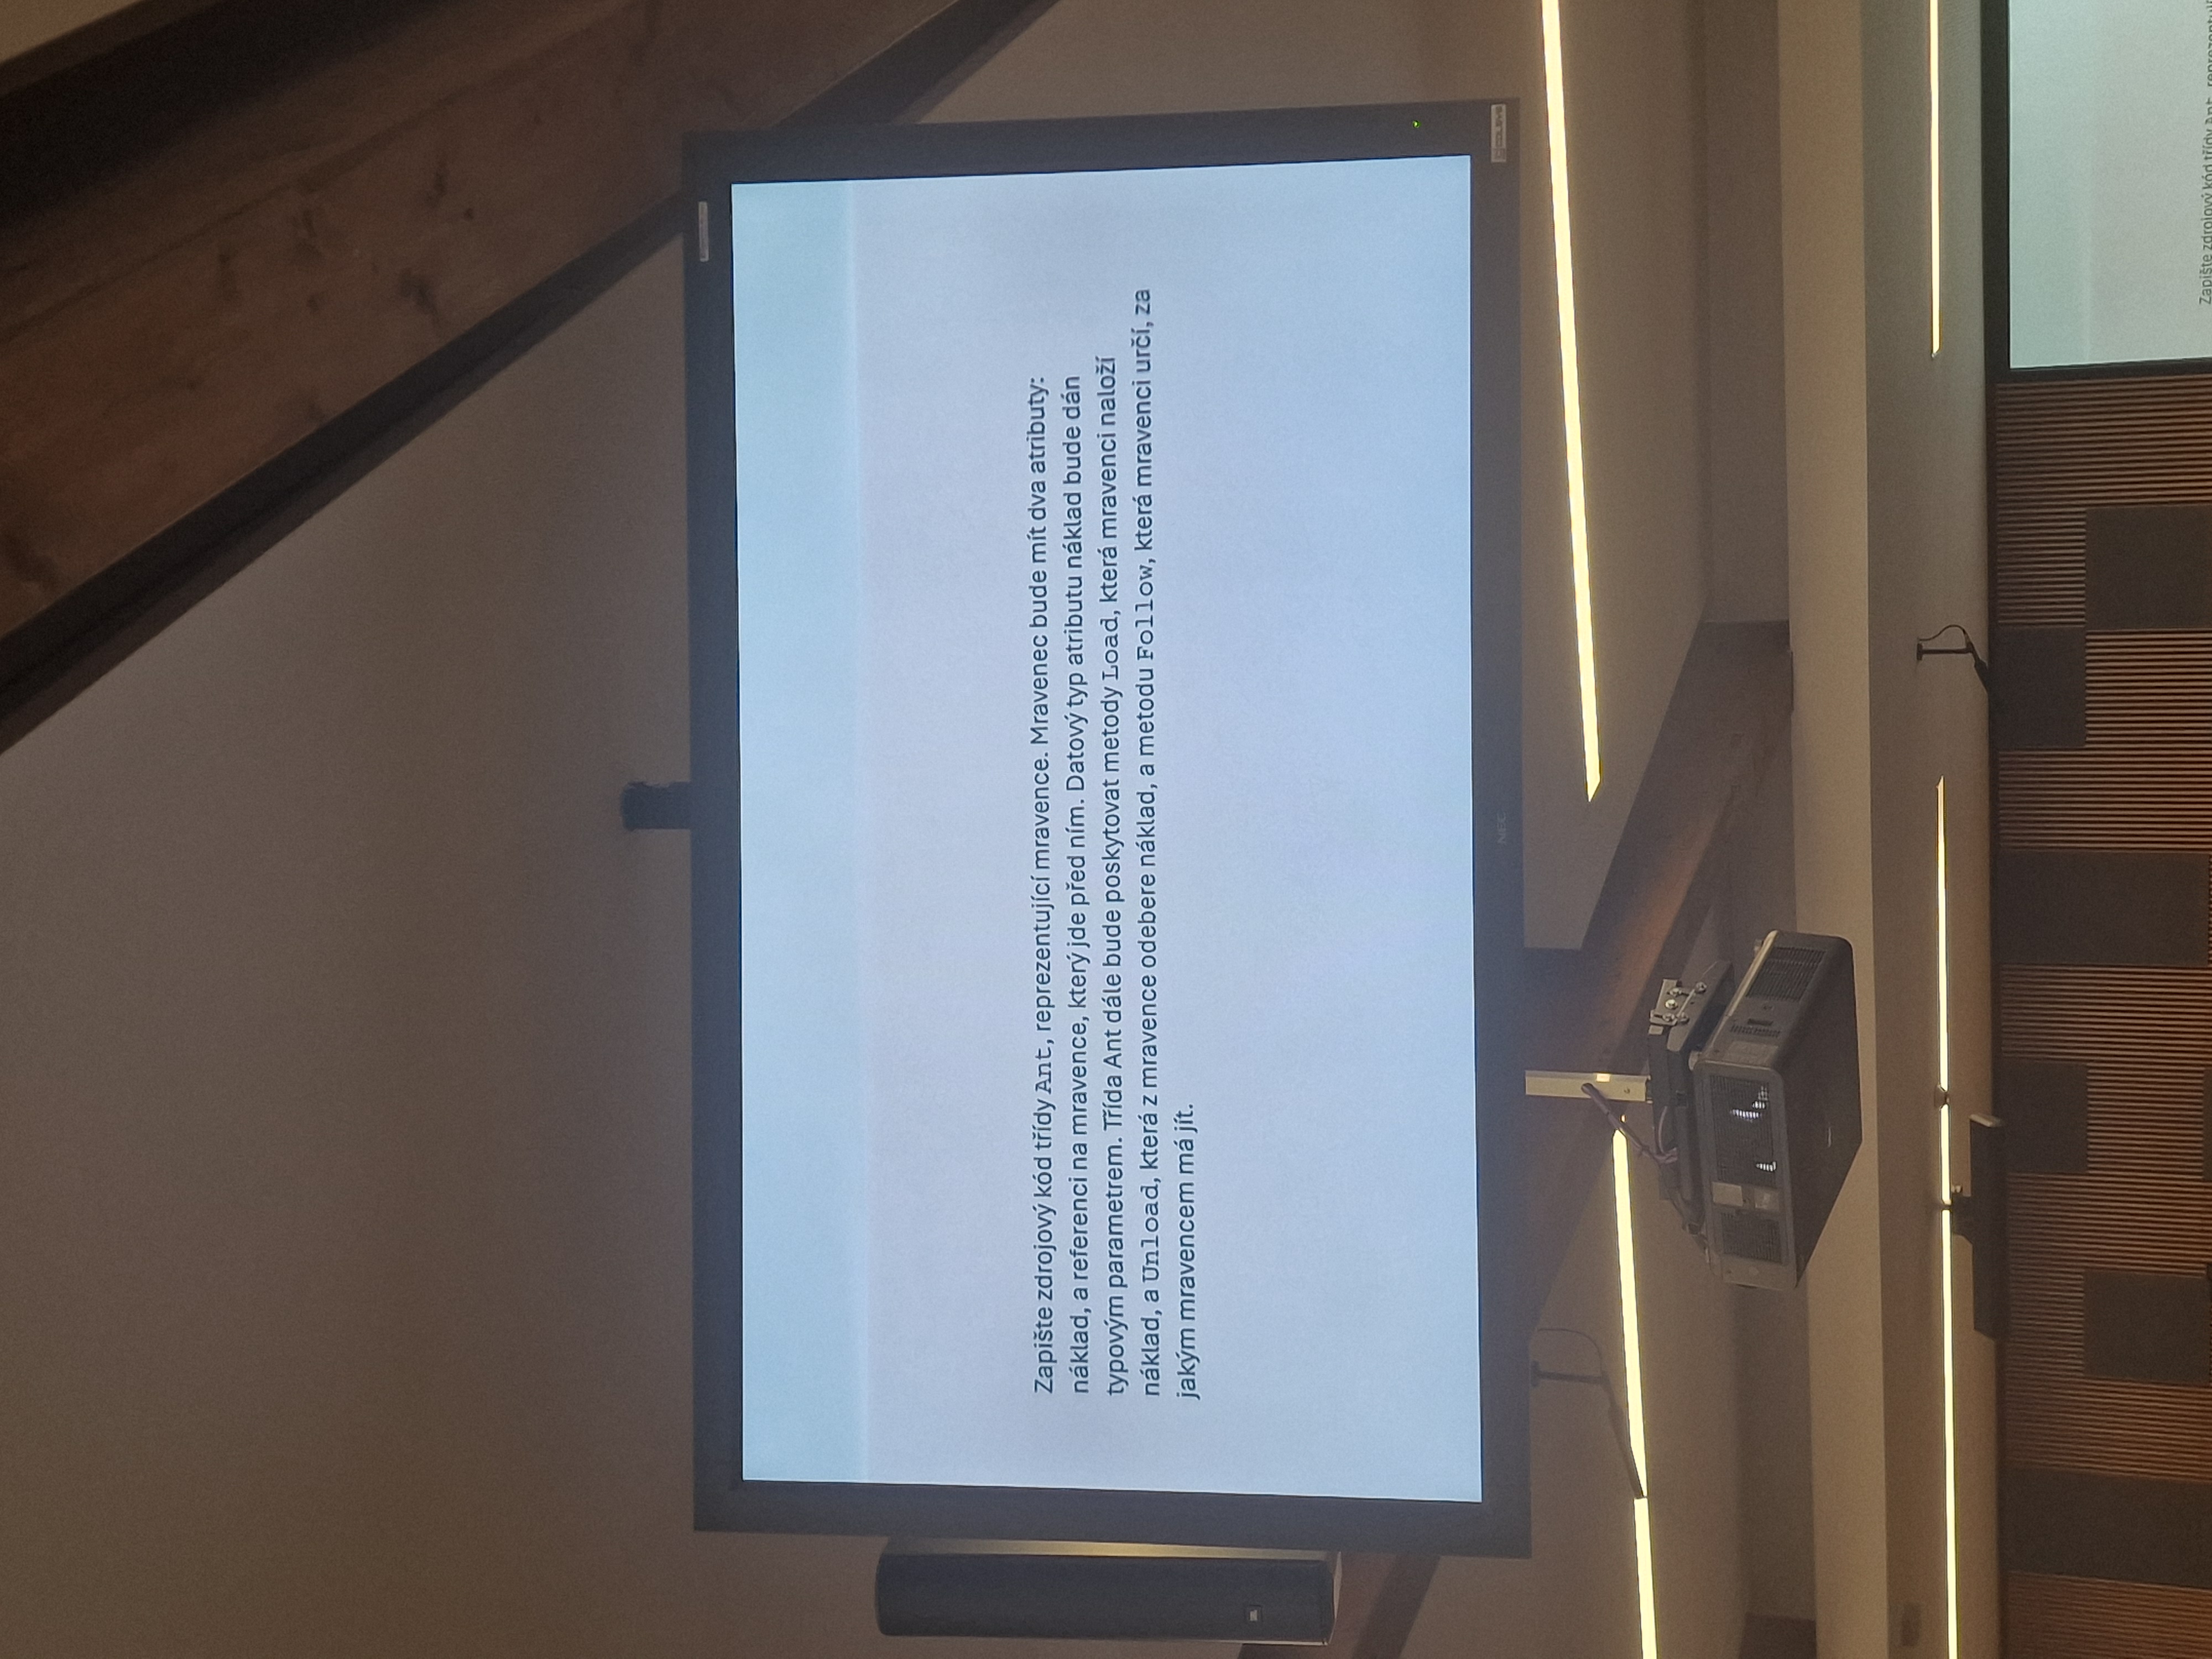 Zapište zdrojový kód třídy Ant, reprezentující mravence. Mravenec bude mít dva atributy:
náklad, a referenci na mravence, který jde před ním. Datový typ atributu náklad bude dán
typovým parametrem. Třída Ant dále bude poskytovat metody Load, která mravenci naloží
náklad, a Unload, která z mravence odebere náklad, a metodu Follow, která mravenci určí, za
jakým mravencem má jít.
NEC
Zapište zdrojový kód třídy Ant,